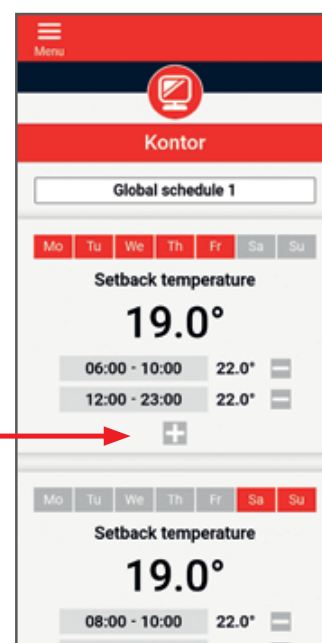 Menu
Kontor
Global schedule 1
Mo Tu We Th Fr Sa Su
Setback temperature
19.0°
06:00 - 10:00 22.0°
12:00 - 23:00 22.0°
Mo Tu We Th Fr Sa Su
Setback temperature
19.0°
08:00 - 10:00 22.0°